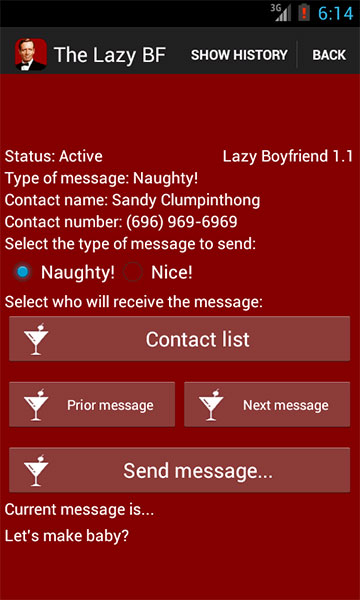 3G 6:14
The Lazy BF SHOW HISTORY BACK
Status: Active Lazy Boyfriend 1.1
Type of message: Naughty!
Contact name: Sandy Clumpinthong
Contact number: (696) 969-6969
Select the type of message to send:
Naughty! Nice!
Select who will receive the message:
Contact list
Prior message Next message
Send message...
Current message is...
Let's make baby?